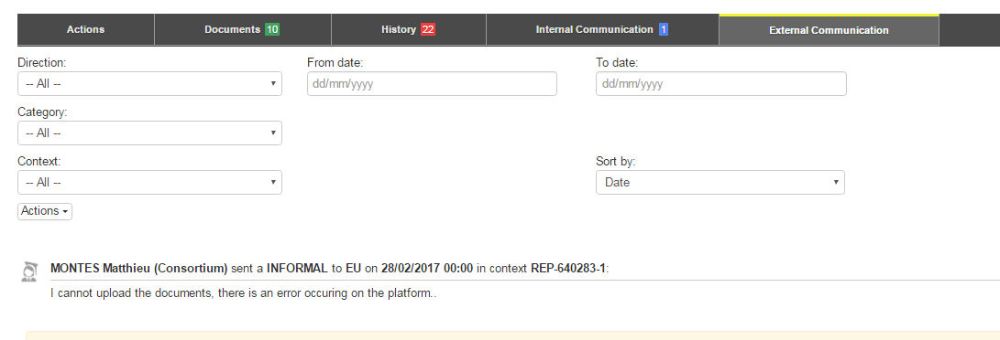 Actions Documents 10 History 22 Internal Communication 1 External Communication
Direction: From date: To date:
-- All -- dd/mm/yyyy dd/mm/yyyy
Category:
-- All --
Context: Sort by:
-- All -- Date
Actions
MONTES Matthieu (Consortium) sent a INFORMAL to EU on 28/02/2017 00:00 in context REP-640283-1:
I cannot upload the documents, there is an error occuring on the platform..